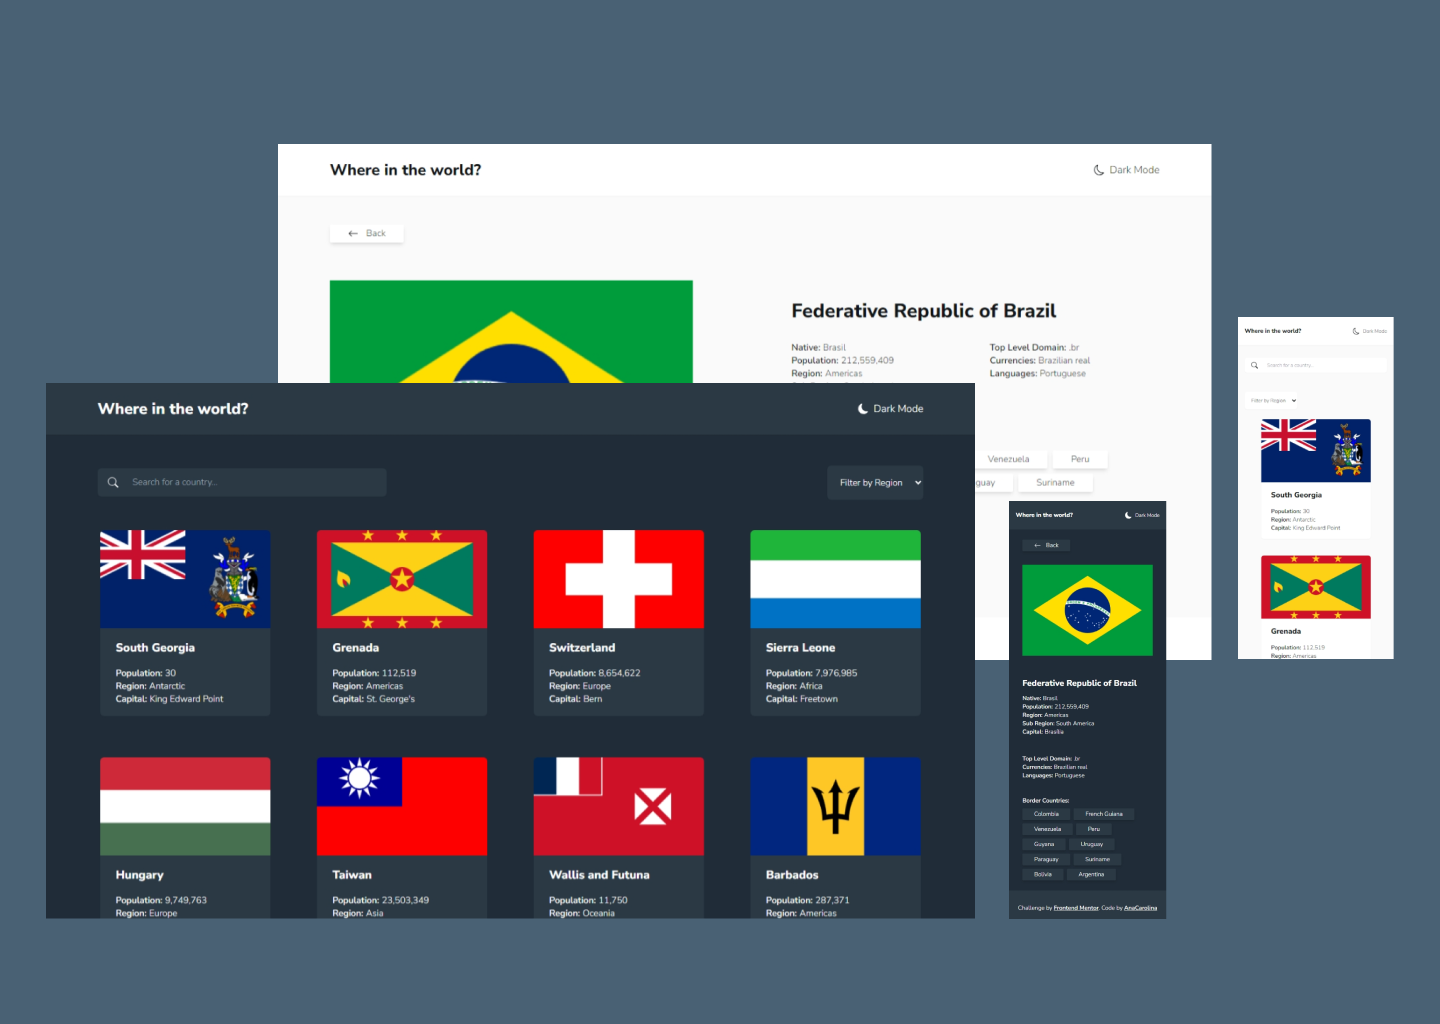 Where in the world?
Dark Mode
Back
Federative Republic of Brazil
Native: Brasil
Population: 212,559,409
Region: Americas
Top Level Domain: .br
Currencies: Brazilian real
Languages: Portuguese
Venezuela
Peru
guay
Suriname
Where in the world?
Dark Mode
Search for a country...
Filter by Region
South Georgia
Population: 30
Region: Antarctic
Capital: King Edward Point
Grenada
Population: 112,519
Region: Americas
Capital: St. George's
Switzerland
Population: 8,654,622
Region: Europe
Capital: Bern
Sierra Leone
Population: 7,976,985
Region: Africa
Capital: Freetown
Hungary
Population: 9,749,763
Region: Europe
Taiwan
Population: 23,503,349
Region: Asia
Wallis and Futuna
Population: 11,750
Region: Oceania
Barbados
Population: 287,371
Region: Americas
Where in the world?
Dark Mode
Back
Federative Republic of Brazil
Native: Brasil
Population: 212,559,409
Region: Americas
Sub Region: South America
Capital: Brasília
Top Level Domain: .br
Currencies: Brazilian real
Languages: Portuguese
Border Countries:
Colombia
French Guiana
Venezuela
Peru
Guyana
Uruguay
Paraguay
Suriname
Bolivia
Argentina
Challenge by Frontend Mentor. Code by AnaCarolina
Where in the world?
Dark Mode
Search for a country...
Filter by Region
South Georgia
Population: 30
Region: Antarctic
Capital: King Edward Point
Grenada
Population: 112,519
Region: Americas